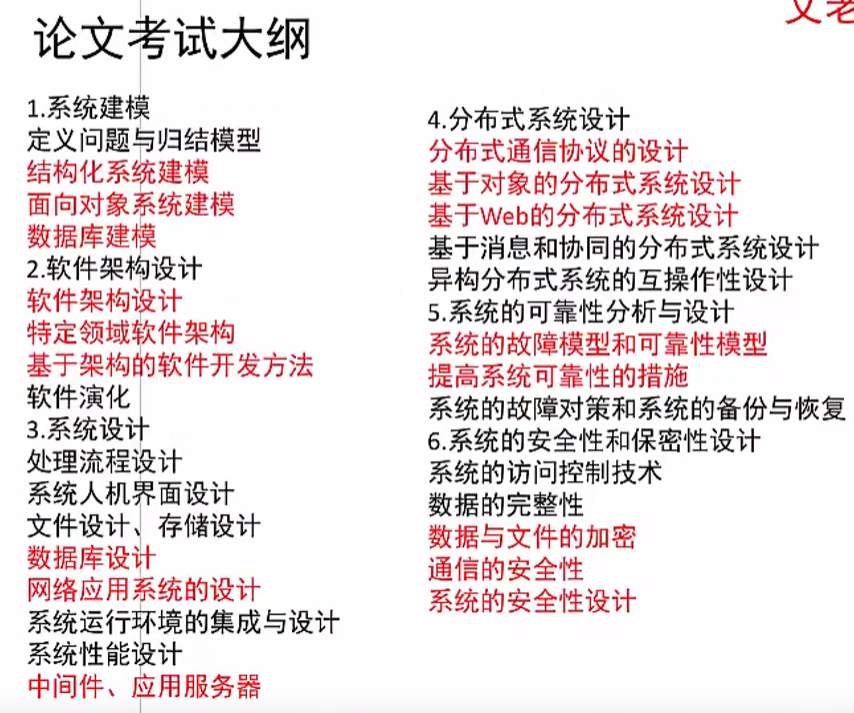 论文考试大纲
1.系统建模
定义问题与归结模型
结构化系统建模
面向对象系统建模
数据库建模
2.软件架构设计
软件架构设计
特定领域软件架构
基于架构的软件开发方法
软件演化
3.系统设计
处理流程设计
系统人机界面设计
文件设计、存储设计
数据库设计
网络应用系统的设计
系统运行环境的集成与设计
系统性能设计
中间件、应用服务器
4.分布式系统设计
分布式通信协议的设计
基于对象的分布式系统设计
基于Web的分布式系统设计
基于消息和协同的分布式系统设计
异构分布式系统的互操作性设计
5.系统的可靠性分析与设计
系统的故障模型和可靠性模型
提高系统可靠性的措施
系统的故障对策和系统的备份与恢复
6.系统的安全性和保密性设计
系统的访问控制技术
数据的完整性
数据与文件的加密
通信的安全性
系统的安全性设计